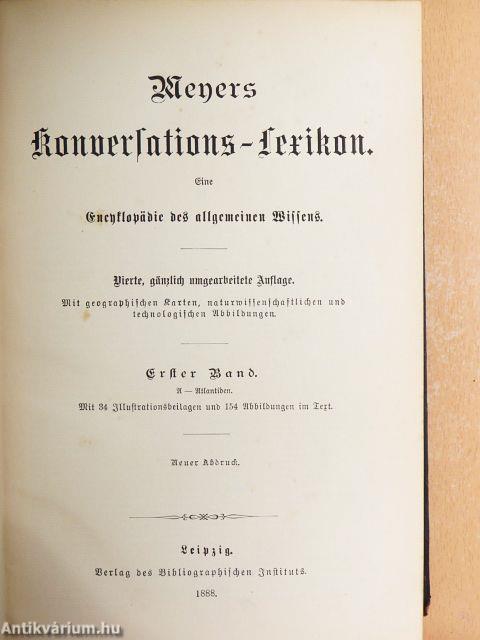 Meyers
Konversations-Lexikon.
Eine
Encyklopädie des allgemeinen Wissens.
Vierte, gänzlich umgearbeitete Auflage.
Mit geographischen Karten, naturwissenschaftlichen und
technologischen Abbildungen.
Erster Band.
A — Atlantiden.
Mit 34 Illustrationsbeilagen und 154 Abbildungen im Text.
Neuer Abdruck.
Leipzig.
Verlag des Bibliographischen Instituts.
1888.
Antikvárium.hu